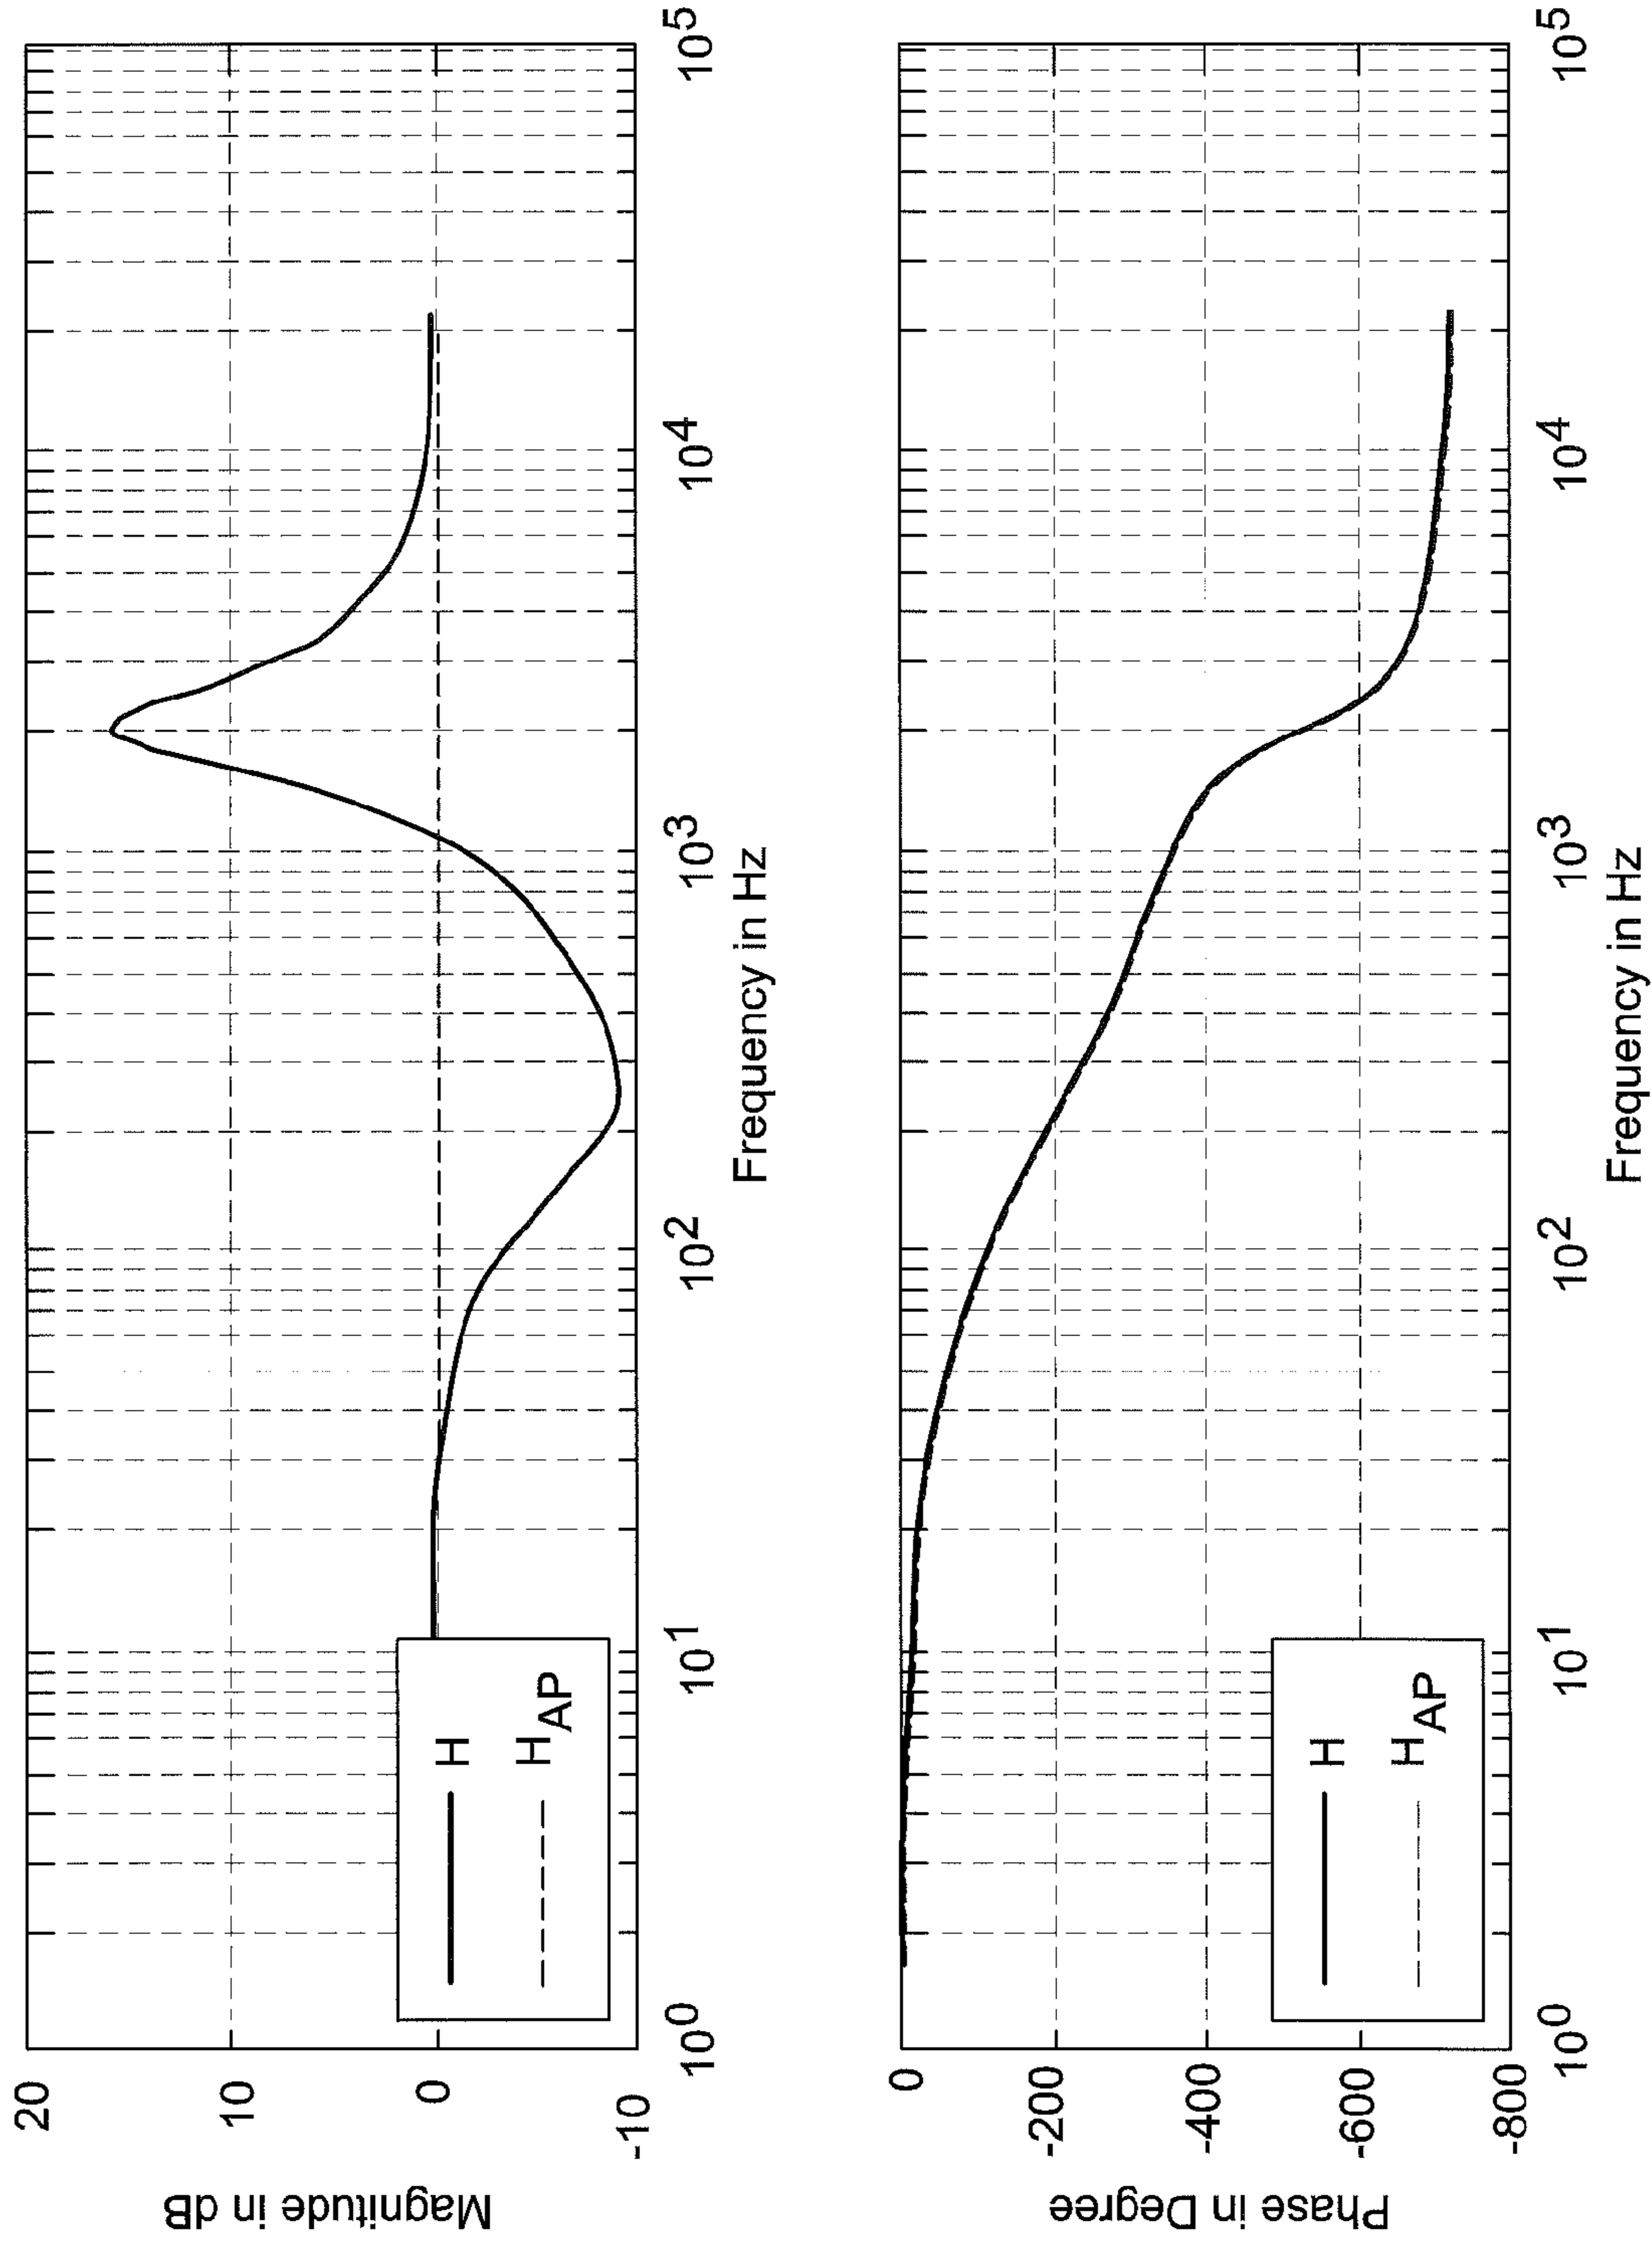 20
10
0
-10
Magnitude in dB
H
H_AP
10^0
10^1
10^2
10^3
10^4
10^5
Frequency in Hz
0
-200
-400
-600
-800
Phase in Degree
H
H_AP
10^0
10^1
10^2
10^3
10^4
10^5
Frequency in Hz